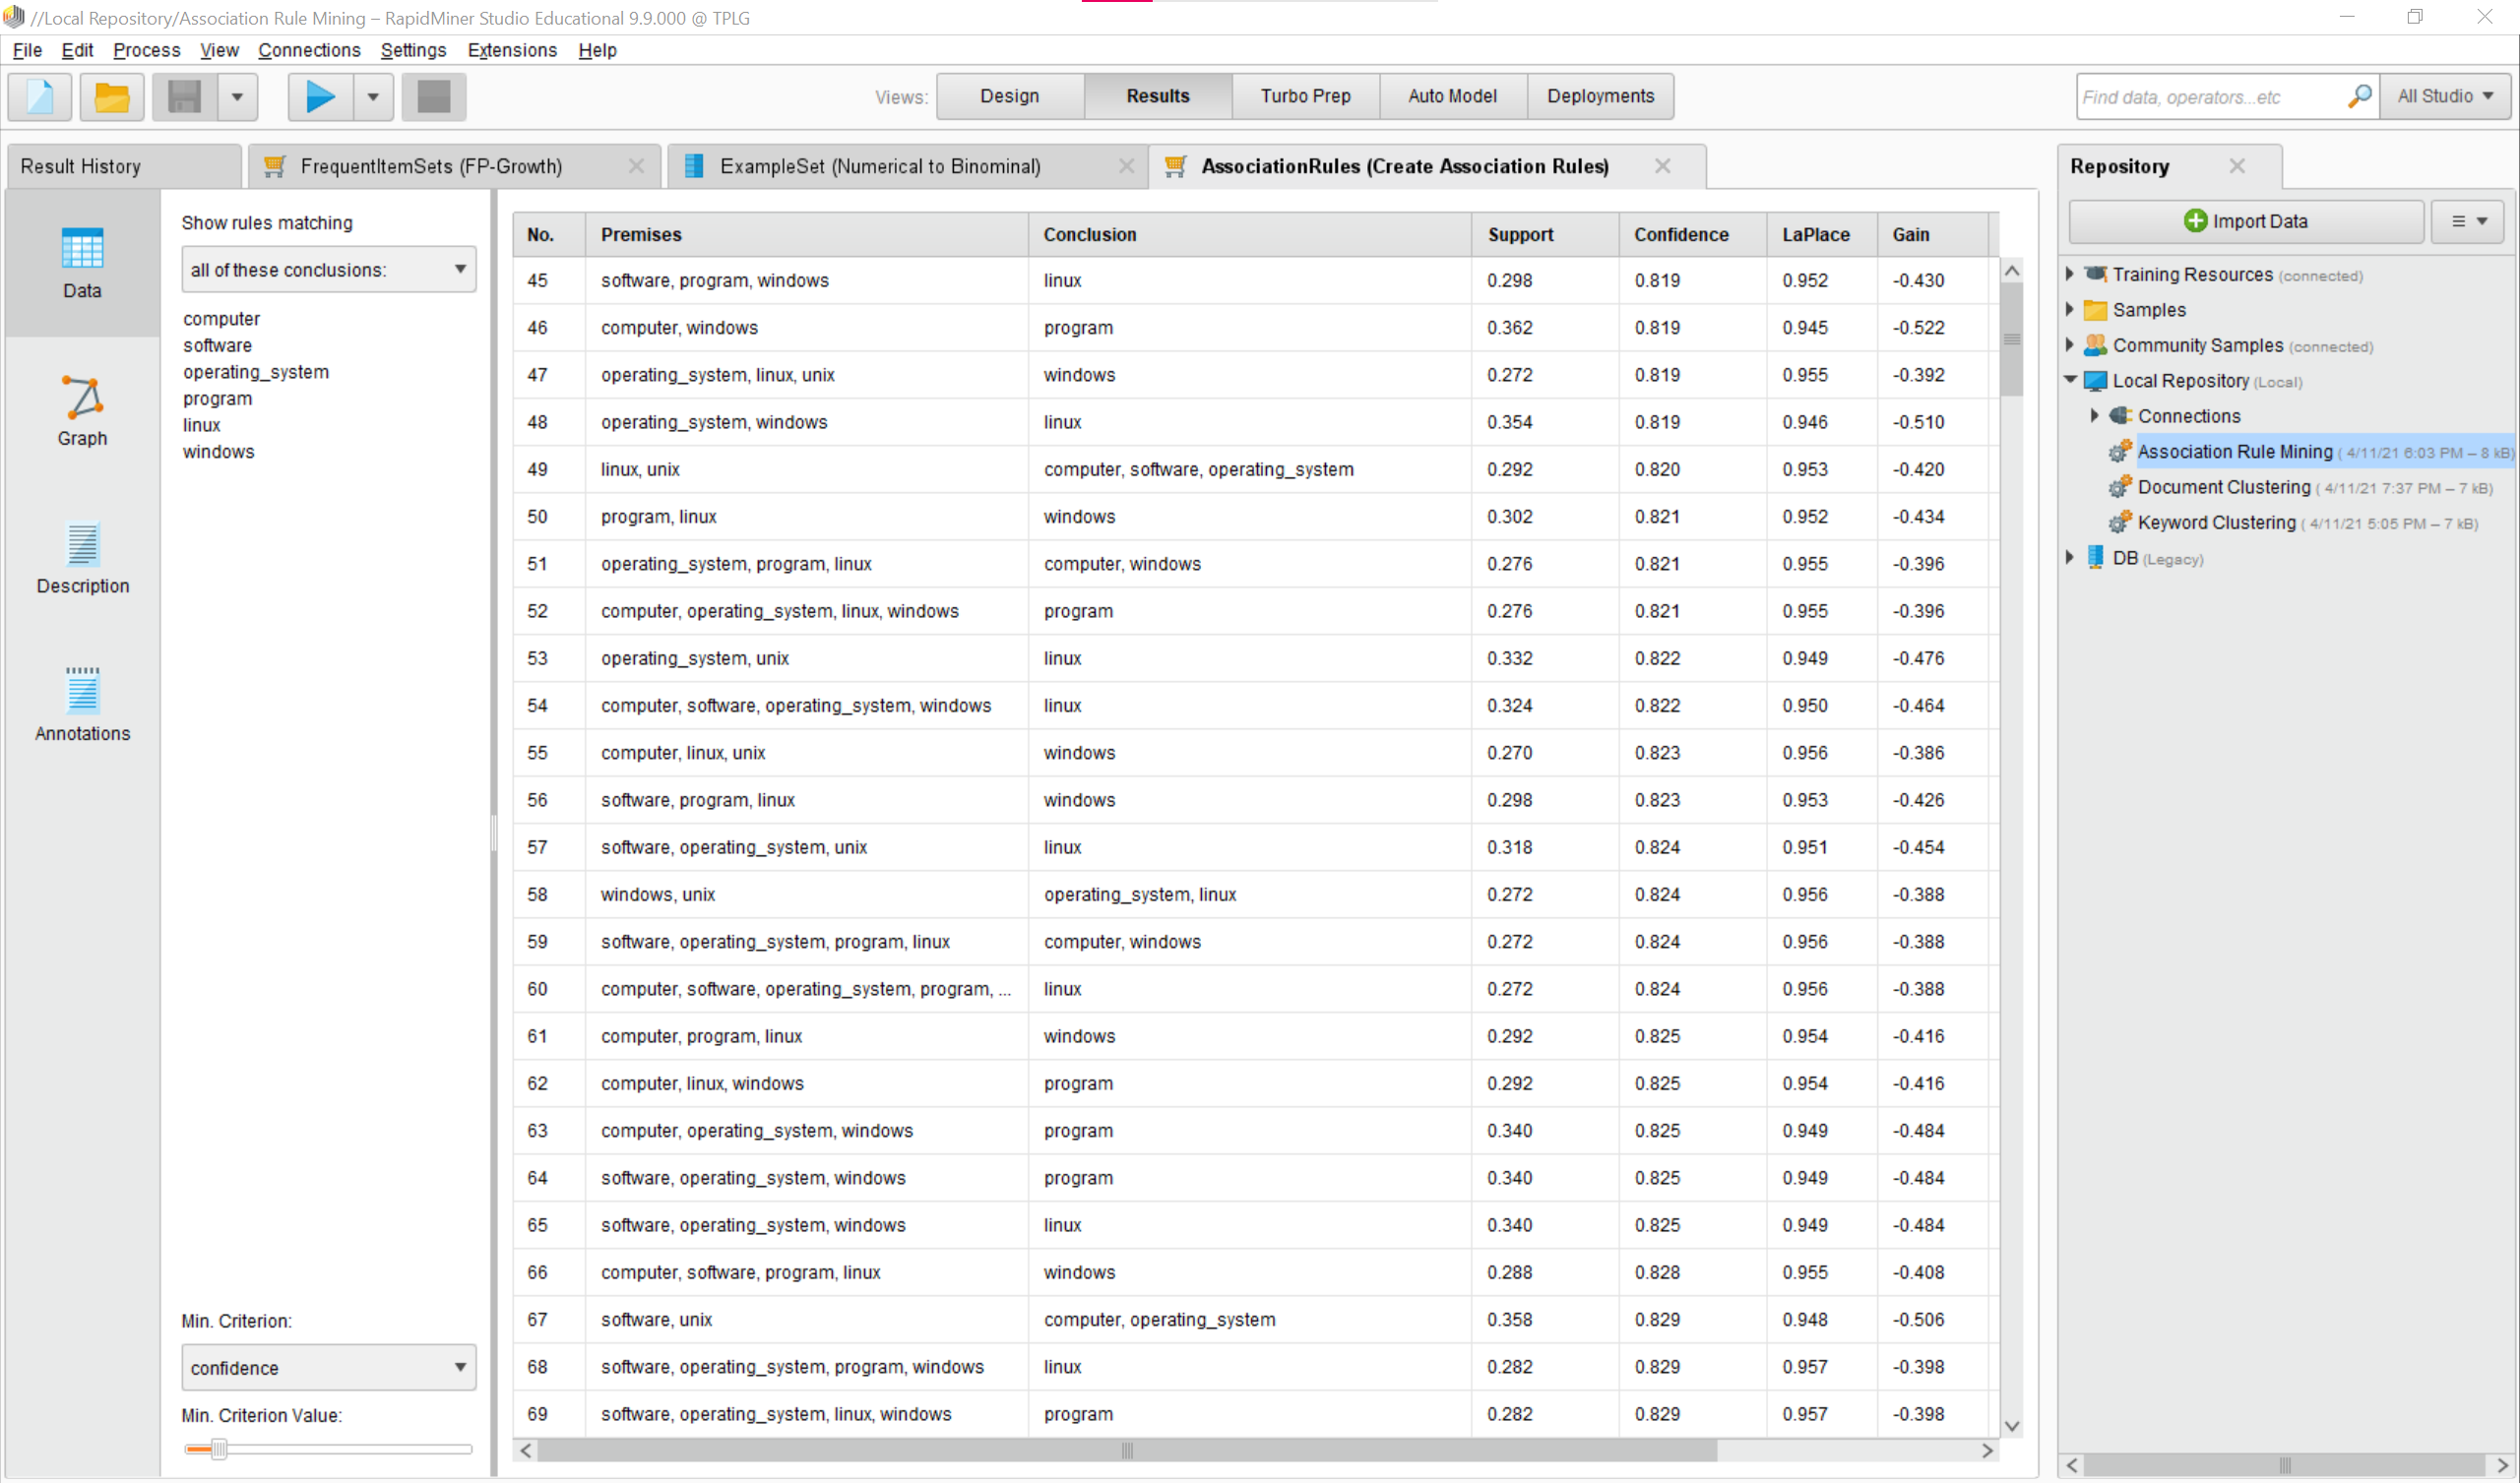 //Local Repository/Association Rule Mining – RapidMiner Studio Educational 9.9.000 @ TPLG
File Edit Process View Connections Settings Extensions Help
Views: Design Results Turbo Prep Auto Model Deployments
Find data, operators...etc All Studio
Result History FrequentItemSets (FP-Growth) ExampleSet (Numerical to Binominal) AssociationRules (Create Association Rules)
Data
Graph
Description
Annotations
Show rules matching
all of these conclusions:
computer
software
operating_system
program
linux
windows
Min. Criterion:
confidence
Min. Criterion Value:
No. Premises Conclusion Support Confidence LaPlace Gain
45 software, program, windows linux 0.298 0.819 0.952 -0.430
46 computer, windows program 0.362 0.819 0.945 -0.522
47 operating_system, linux, unix windows 0.272 0.819 0.955 -0.392
48 operating_system, windows linux 0.354 0.819 0.946 -0.510
49 linux, unix computer, software, operating_system 0.292 0.820 0.953 -0.420
50 program, linux windows 0.302 0.821 0.952 -0.434
51 operating_system, program, linux computer, windows 0.276 0.821 0.955 -0.396
52 computer, operating_system, linux, windows program 0.276 0.821 0.955 -0.396
53 operating_system, unix linux 0.332 0.822 0.949 -0.476
54 computer, software, operating_system, windows linux 0.324 0.822 0.950 -0.464
55 computer, linux, unix windows 0.270 0.823 0.956 -0.386
56 software, program, linux windows 0.298 0.823 0.953 -0.426
57 software, operating_system, unix linux 0.318 0.824 0.951 -0.454
58 windows, unix operating_system, linux 0.272 0.824 0.956 -0.388
59 software, operating_system, program, linux computer, windows 0.272 0.824 0.956 -0.388
60 computer, software, operating_system, program, ... linux 0.272 0.824 0.956 -0.388
61 computer, program, linux windows 0.292 0.825 0.954 -0.416
62 computer, linux, windows program 0.292 0.825 0.954 -0.416
63 computer, operating_system, windows program 0.340 0.825 0.949 -0.484
64 software, operating_system, windows program 0.340 0.825 0.949 -0.484
65 software, operating_system, windows linux 0.340 0.825 0.949 -0.484
66 computer, software, program, linux windows 0.288 0.828 0.955 -0.408
67 software, unix computer, operating_system 0.358 0.829 0.948 -0.506
68 software, operating_system, program, windows linux 0.282 0.829 0.957 -0.398
69 software, operating_system, linux, windows program 0.282 0.829 0.957 -0.398
Repository
Import Data
Training Resources (connected)
Samples
Community Samples (connected)
Local Repository (Local)
Connections
Association Rule Mining ( 4/11/21 6:03 PM – 8 kB)
Document Clustering ( 4/11/21 7:37 PM – 7 kB)
Keyword Clustering ( 4/11/21 5:05 PM – 7 kB)
DB (Legacy)